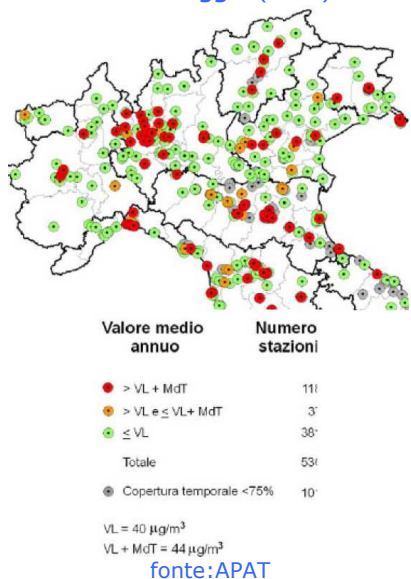 Valore medio
annuo
Numero
stazioni
> VL + MdT
> VL e ≤ VL+ MdT
≤ VL
Totale
Copertura temporale <75%
VL = 40 µg/m³
VL + MdT = 44 µg/m³
fonte:APAT